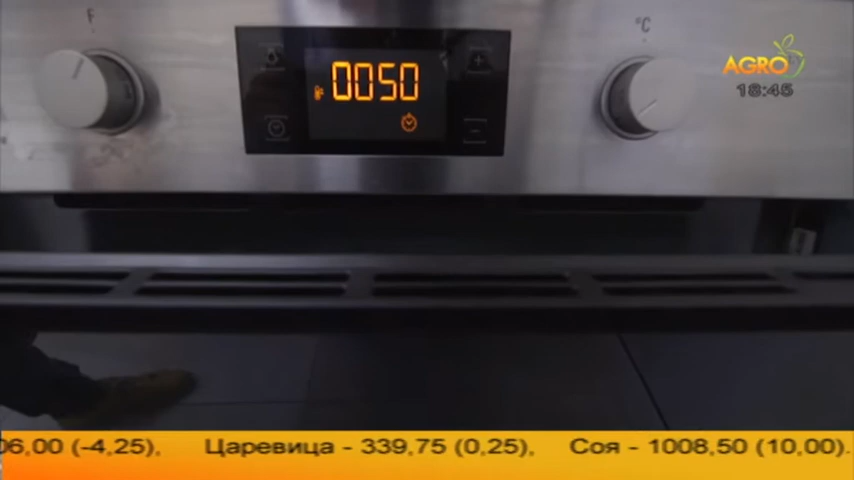 F
°C
0050
+
-
AGRO
18:45
06,00 (-4,25), Царевица - 339,75 (0,25), Соя - 1008,50 (10,00).